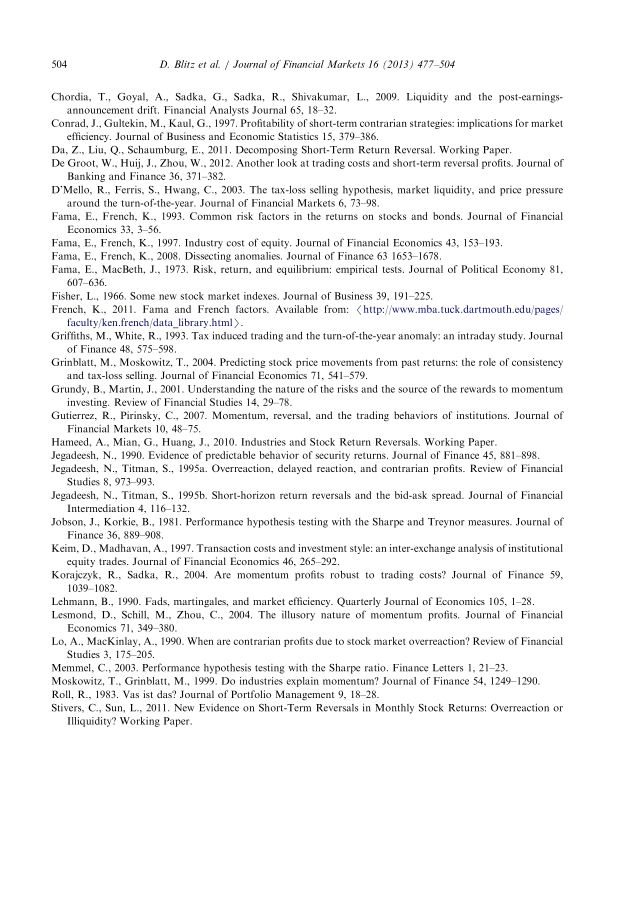 504 D. Blitz et al. / Journal of Financial Markets 16 (2013) 477–504
Chordia, T., Goyal, A., Sadka, G., Sadka, R., Shivakumar, L., 2009. Liquidity and the post-earnings-
announcement drift. Financial Analysts Journal 65, 18–32.
Conrad, J., Gultekin, M., Kaul, G., 1997. Profitability of short-term contrarian strategies: implications for market
efficiency. Journal of Business and Economic Statistics 15, 379–386.
Da, Z., Liu, Q., Schaumburg, E., 2011. Decomposing Short-Term Return Reversal. Working Paper.
De Groot, W., Huij, J., Zhou, W., 2012. Another look at trading costs and short-term reversal profits. Journal of
Banking and Finance 36, 371–382.
D'Mello, R., Ferris, S., Hwang, C., 2003. The tax-loss selling hypothesis, market liquidity, and price pressure
around the turn-of-the-year. Journal of Financial Markets 6, 73–98.
Fama, E., French, K., 1993. Common risk factors in the returns on stocks and bonds. Journal of Financial
Economics 33, 3–56.
Fama, E., French, K., 1997. Industry cost of equity. Journal of Financial Economics 43, 153–193.
Fama, E., French, K., 2008. Dissecting anomalies. Journal of Finance 63 1653–1678.
Fama, E., MacBeth, J., 1973. Risk, return, and equilibrium: empirical tests. Journal of Political Economy 81,
607–636.
Fisher, L., 1966. Some new stock market indexes. Journal of Business 39, 191–225.
French, K., 2011. Fama and French factors. Available from: 〈http://www.mba.tuck.dartmouth.edu/pages/
faculty/ken.french/data_library.html〉.
Griffiths, M., White, R., 1993. Tax induced trading and the turn-of-the-year anomaly: an intraday study. Journal
of Finance 48, 575–598.
Grinblatt, M., Moskowitz, T., 2004. Predicting stock price movements from past returns: the role of consistency
and tax-loss selling. Journal of Financial Economics 71, 541–579.
Grundy, B., Martin, J., 2001. Understanding the nature of the risks and the source of the rewards to momentum
investing. Review of Financial Studies 14, 29–78.
Gutierrez, R., Pirinsky, C., 2007. Momentum, reversal, and the trading behaviors of institutions. Journal of
Financial Markets 10, 48–75.
Hameed, A., Mian, G., Huang, J., 2010. Industries and Stock Return Reversals. Working Paper.
Jegadeesh, N., 1990. Evidence of predictable behavior of security returns. Journal of Finance 45, 881–898.
Jegadeesh, N., Titman, S., 1995a. Overreaction, delayed reaction, and contrarian profits. Review of Financial
Studies 8, 973–993.
Jegadeesh, N., Titman, S., 1995b. Short-horizon return reversals and the bid-ask spread. Journal of Financial
Intermediation 4, 116–132.
Jobson, J., Korkie, B., 1981. Performance hypothesis testing with the Sharpe and Treynor measures. Journal of
Finance 36, 889–908.
Keim, D., Madhavan, A., 1997. Transaction costs and investment style: an inter-exchange analysis of institutional
equity trades. Journal of Financial Economics 46, 265–292.
Korajczyk, R., Sadka, R., 2004. Are momentum profits robust to trading costs? Journal of Finance 59,
1039–1082.
Lehmann, B., 1990. Fads, martingales, and market efficiency. Quarterly Journal of Economics 105, 1–28.
Lesmond, D., Schill, M., Zhou, C., 2004. The illusory nature of momentum profits. Journal of Financial
Economics 71, 349–380.
Lo, A., MacKinlay, A., 1990. When are contrarian profits due to stock market overreaction? Review of Financial
Studies 3, 175–205.
Memmel, C., 2003. Performance hypothesis testing with the Sharpe ratio. Finance Letters 1, 21–23.
Moskowitz, T., Grinblatt, M., 1999. Do industries explain momentum? Journal of Finance 54, 1249–1290.
Roll, R., 1983. Vas ist das? Journal of Portfolio Management 9, 18–28.
Stivers, C., Sun, L., 2011. New Evidence on Short-Term Reversals in Monthly Stock Returns: Overreaction or
Illiquidity? Working Paper.